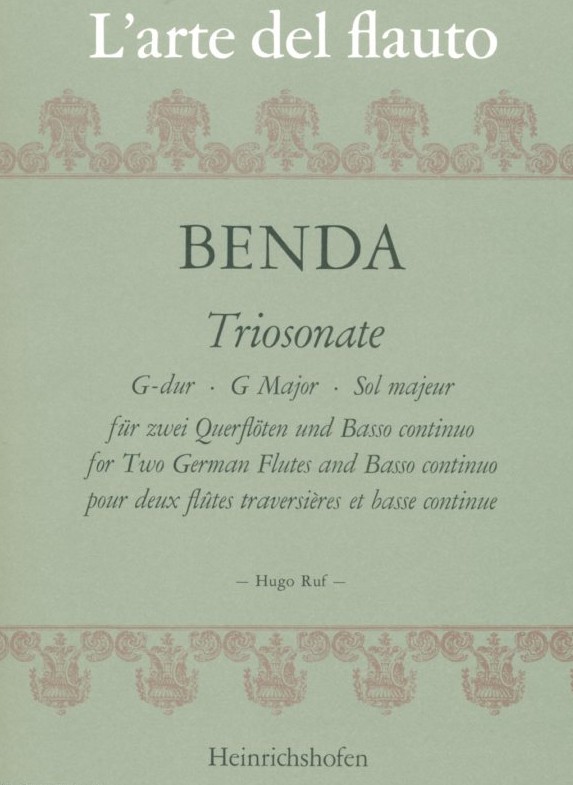 L'arte del flauto
BENDA
Triosonate
G-dur · G Major · Sol majeur
für zwei Querflöten und Basso continuo
for Two German Flutes and Basso continuo
pour deux flûtes traversières et basse continue
— Hugo Ruf —
Heinrichshofen